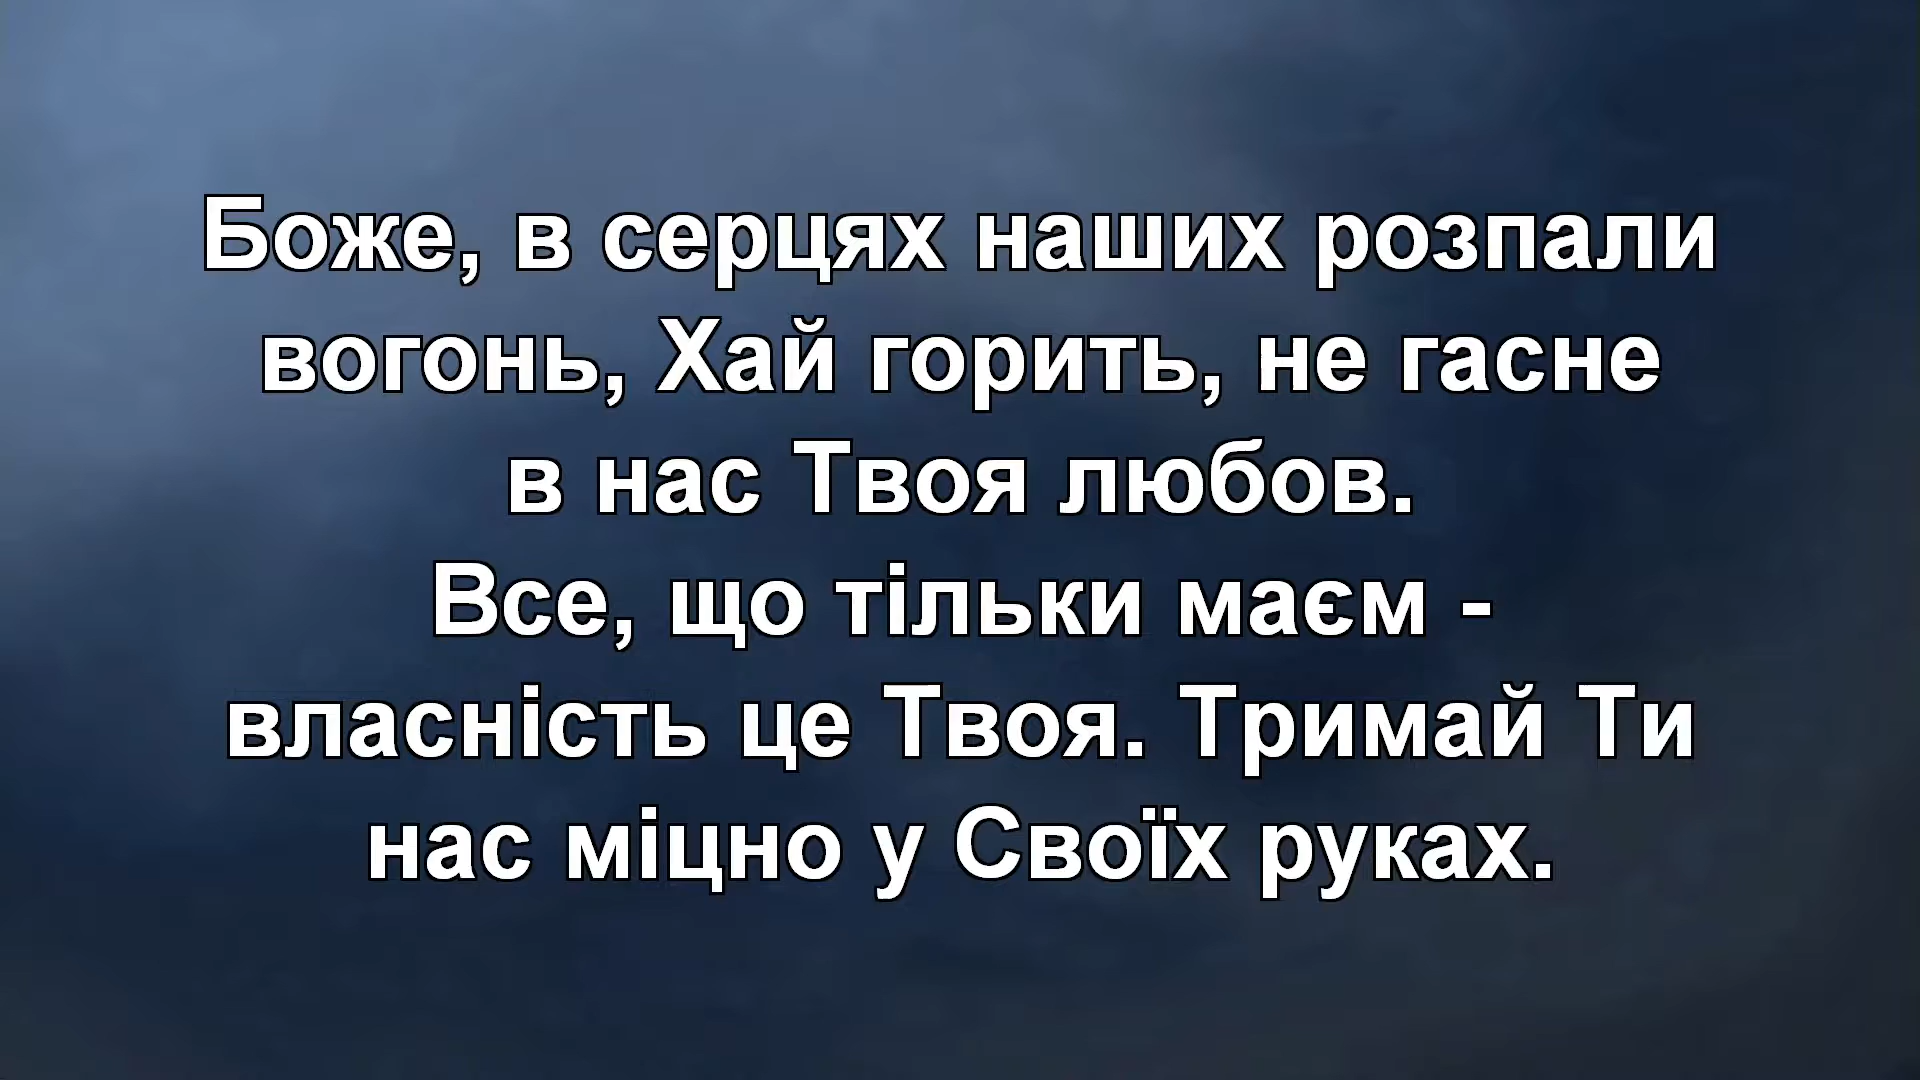 Боже, в серцях наших розпали
вогонь, Хай горить, не гасне
в нас Твоя любов.
Все, що тільки маєм -
власність це Твоя. Тримай Ти
нас міцно у Своїх руках.